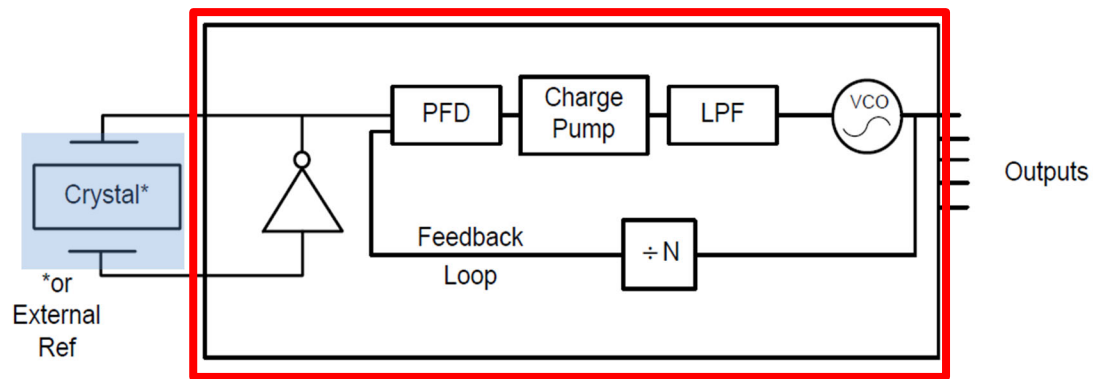 PFD
Charge
Pump
LPF
VCO
Crystal*
Outputs
Feedback
Loop
÷N
*or
External
Ref